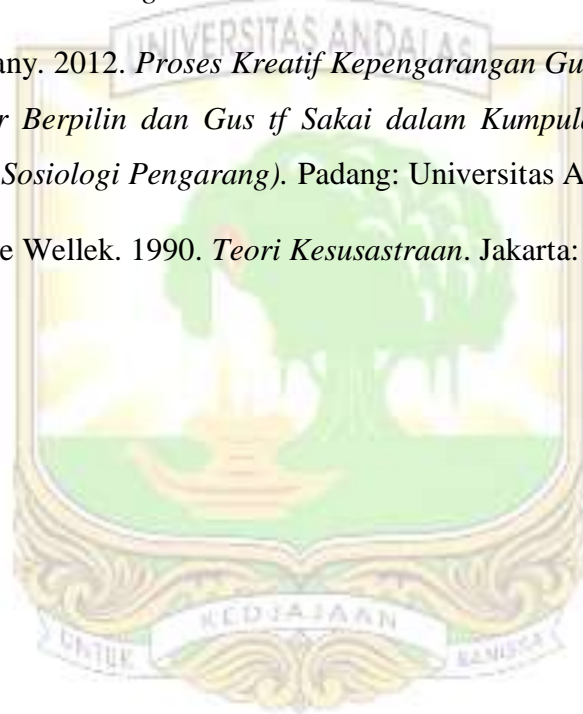 UNIVERSITAS ANDALAS
any. 2012. Proses Kreatif Kepengarangan Gu
r Berpilin dan Gus tf Sakai dalam Kumpul
Sosiologi Pengarang). Padang: Universitas A
e Wellek. 1990. Teori Kesusastraan. Jakarta:
KEDJAJAAN
UNTUK BANGSA